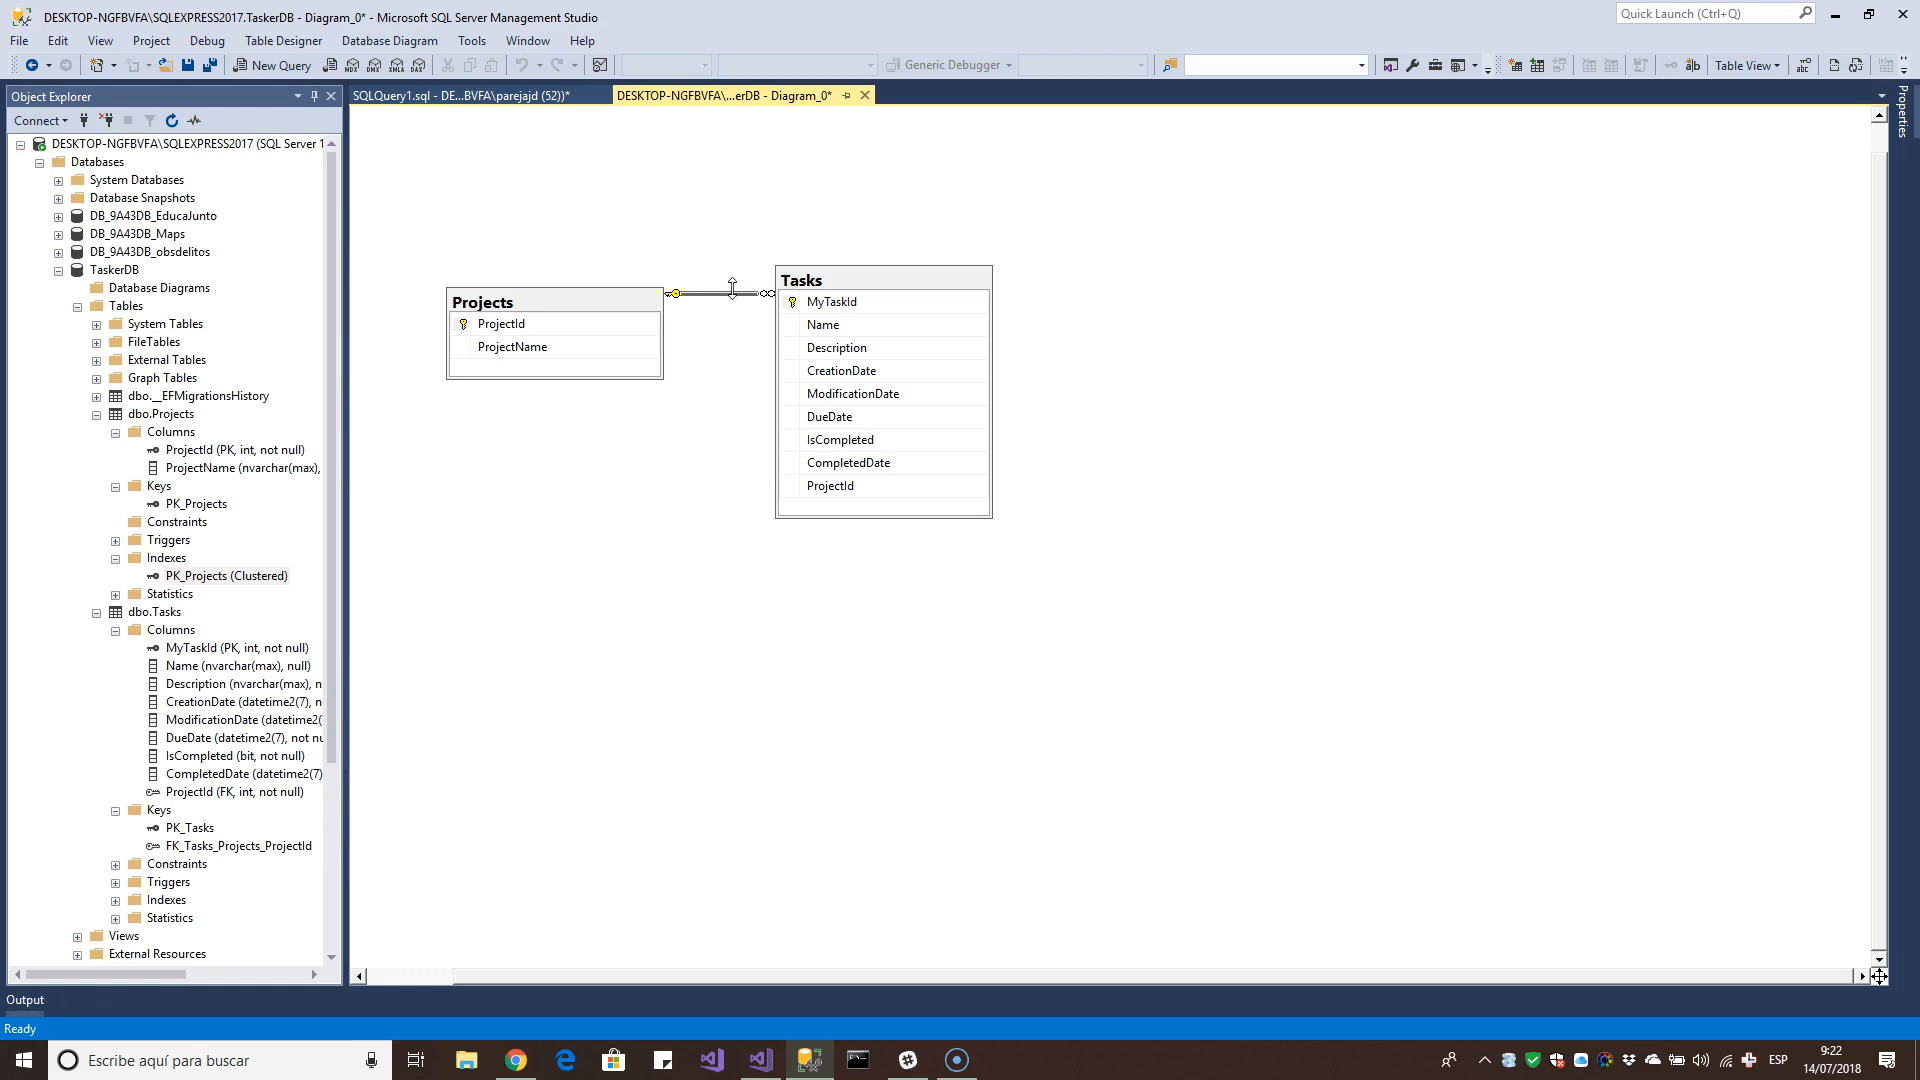 DESKTOP-NGFBVFA\SQLEXPRESS2017.TaskerDB - Diagram_0* - Microsoft SQL Server Management Studio
Quick Launch (Ctrl+Q)
File Edit View Project Debug Table Designer Database Diagram Tools Window Help
New Query
Generic Debugger
Table View
Object Explorer
SQLQuery1.sql - DE...BVFA\parejajd (52))*
DESKTOP-NGFBVFA\...erDB - Diagram_0*
Properties
Connect
DESKTOP-NGFBVFA\SQLEXPRESS2017 (SQL Server 1
Databases
System Databases
Database Snapshots
DB_9A43DB_EducaJunto
DB_9A43DB_Maps
DB_9A43DB_obsdelitos
TaskerDB
Database Diagrams
Tables
System Tables
FileTables
External Tables
Graph Tables
dbo.__EFMigrationsHistory
dbo.Projects
Columns
ProjectId (PK, int, not null)
ProjectName (nvarchar(max),
Keys
PK_Projects
Constraints
Triggers
Indexes
PK_Projects (Clustered)
Statistics
dbo.Tasks
Columns
MyTaskId (PK, int, not null)
Name (nvarchar(max), null)
Description (nvarchar(max), n
CreationDate (datetime2(7), n
ModificationDate (datetime2(
DueDate (datetime2(7), not nu
IsCompleted (bit, not null)
CompletedDate (datetime2(7)
ProjectId (FK, int, not null)
Keys
PK_Tasks
FK_Tasks_Projects_ProjectId
Constraints
Triggers
Indexes
Statistics
Views
External Resources
Projects
ProjectId
ProjectName
Tasks
MyTaskId
Name
Description
CreationDate
ModificationDate
DueDate
IsCompleted
CompletedDate
ProjectId
Output
Ready
Escribe aquí para buscar
ESP
9:22
14/07/2018